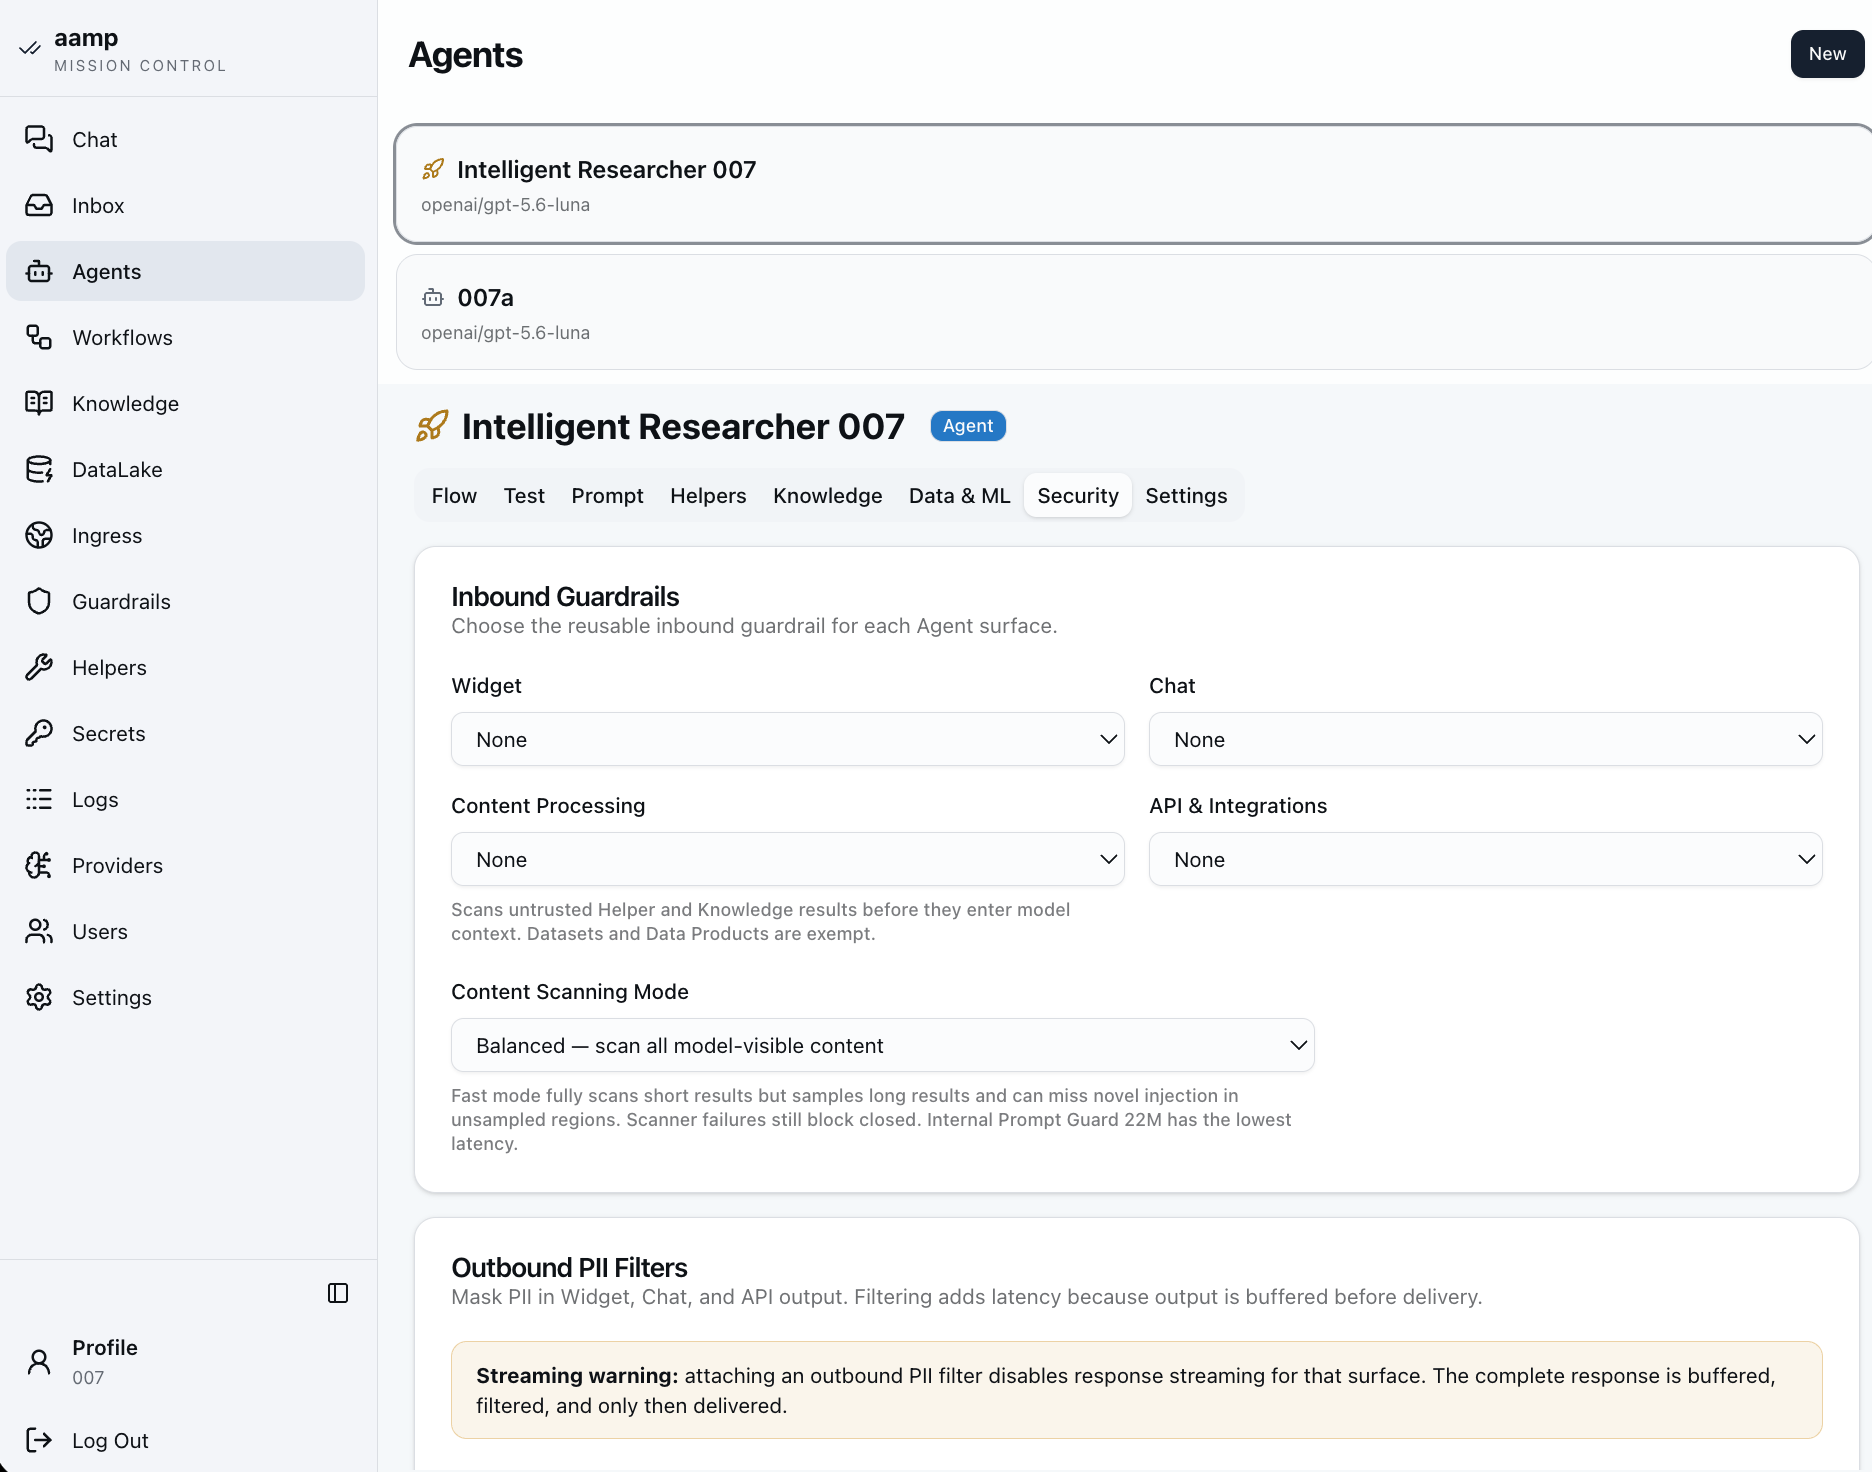 aamp
MISSION CONTROL
Chat
Inbox
Agents
Workflows
Knowledge
DataLake
Ingress
Guardrails
Helpers
Secrets
Logs
Providers
Users
Settings
Profile
007
Log Out
Agents
New
Intelligent Researcher 007
openai/gpt-5.6-luna
007a
openai/gpt-5.6-luna
Intelligent Researcher 007
Agent
Flow
Test
Prompt
Helpers
Knowledge
Data & ML
Security
Settings
Inbound Guardrails
Choose the reusable inbound guardrail for each Agent surface.
Widget
None
Chat
None
Content Processing
None
Scans untrusted Helper and Knowledge results before they enter model
context. Datasets and Data Products are exempt.
API & Integrations
None
Content Scanning Mode
Balanced — scan all model-visible content
Fast mode fully scans short results but samples long results and can miss novel injection in
unsampled regions. Scanner failures still block closed. Internal Prompt Guard 22M has the lowest
latency.
Outbound PII Filters
Mask PII in Widget, Chat, and API output. Filtering adds latency because output is buffered before delivery.
Streaming warning: attaching an outbound PII filter disables response streaming for that surface. The complete response is buffered,
filtered, and only then delivered.